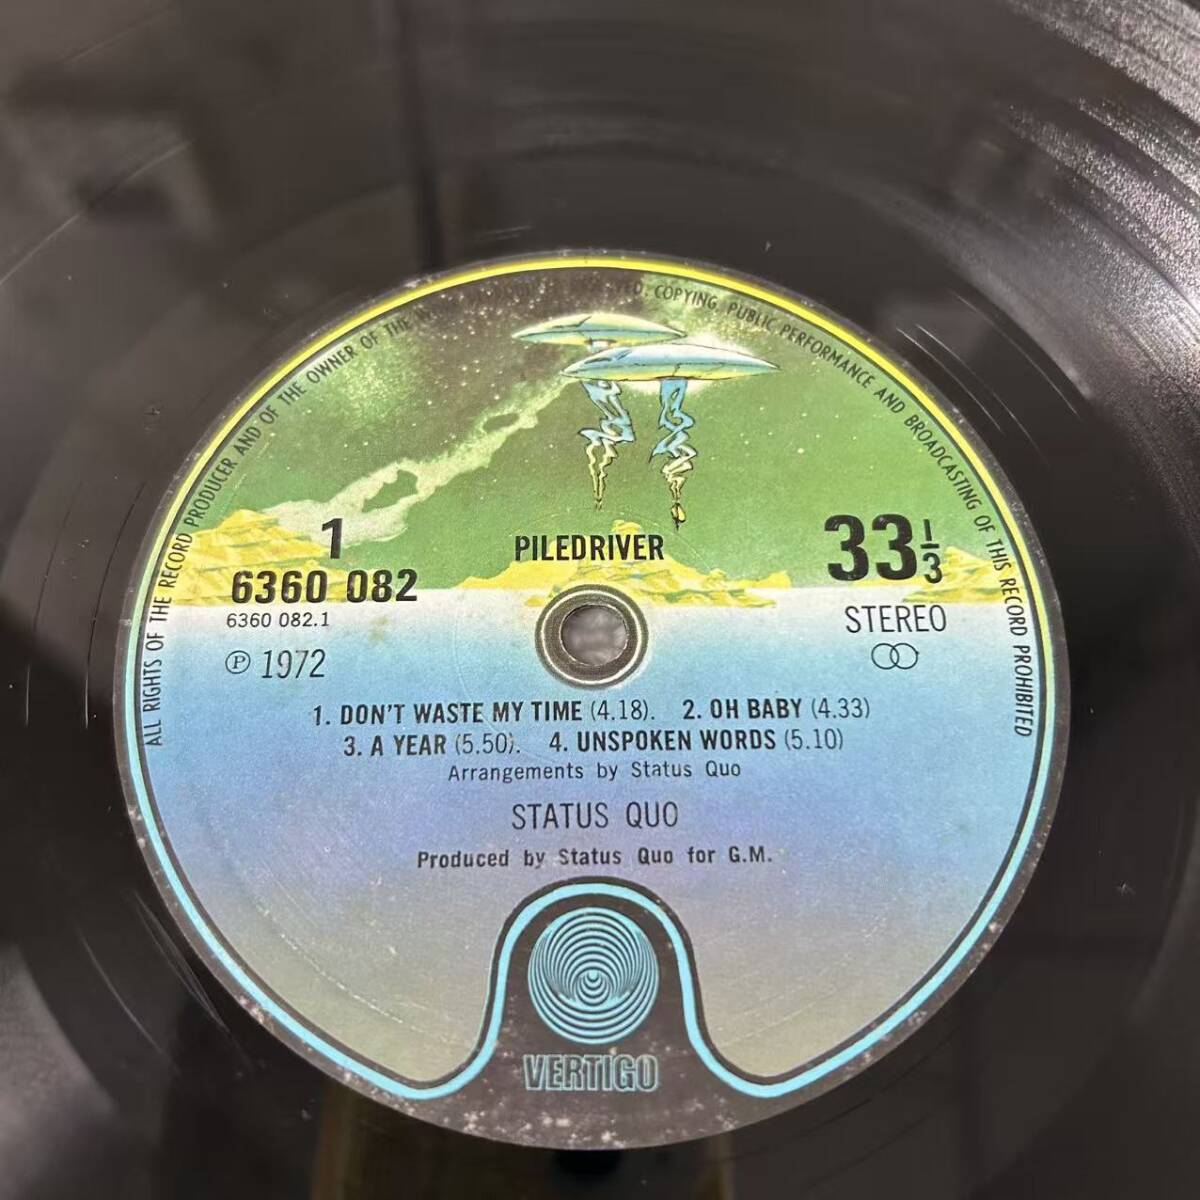 ALL RIGHTS OF THE RECORD PRODUCER AND OF THE OWNER OF THE RESERVED. COPYING, PUBLIC PERFORMANCE AND BROADCASTING OF THIS RECORD PROHIBITED
1
PILEDRIVER
33 1/3
6360 082
6360 082.1
STEREO
℗ 1972
1. DON'T WASTE MY TIME (4.18). 2. OH BABY (4.33)
3. A YEAR (5.50). 4. UNSPOKEN WORDS (5.10)
Arrangements by Status Quo
STATUS QUO
Produced by Status Quo for G.M.
VERTIGO